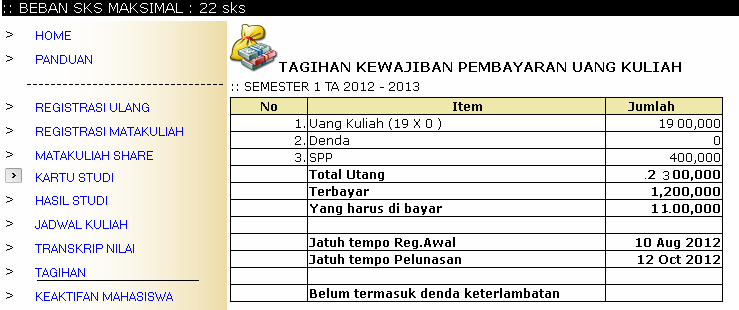 :: BEBAN SKS MAKSIMAL : 22 sks
> HOME
> PANDUAN
--------------------------------
> REGISTRASI ULANG
> REGISTRASI MATAKULIAH
> MATAKULIAH SHARE
> KARTU STUDI
> HASIL STUDI
> JADWAL KULIAH
> TRANSKRIP NILAI
> TAGIHAN
> KEAKTIFAN MAHASISWA
TAGIHAN KEWAJIBAN PEMBAYARAN UANG KULIAH
:: SEMESTER 1 TA 2012 - 2013
No Item Jumlah
1. Uang Kuliah (19 X 0 ) 19 00,000
2. Denda 0
3. SPP 400,000
Total Utang .2 3 00,000
Terbayar 1,200,000
Yang harus di bayar 11.00,000
Jatuh tempo Reg.Awal 10 Aug 2012
Jatuh tempo Pelunasan 12 Oct 2012
Belum termasuk denda keterlambatan